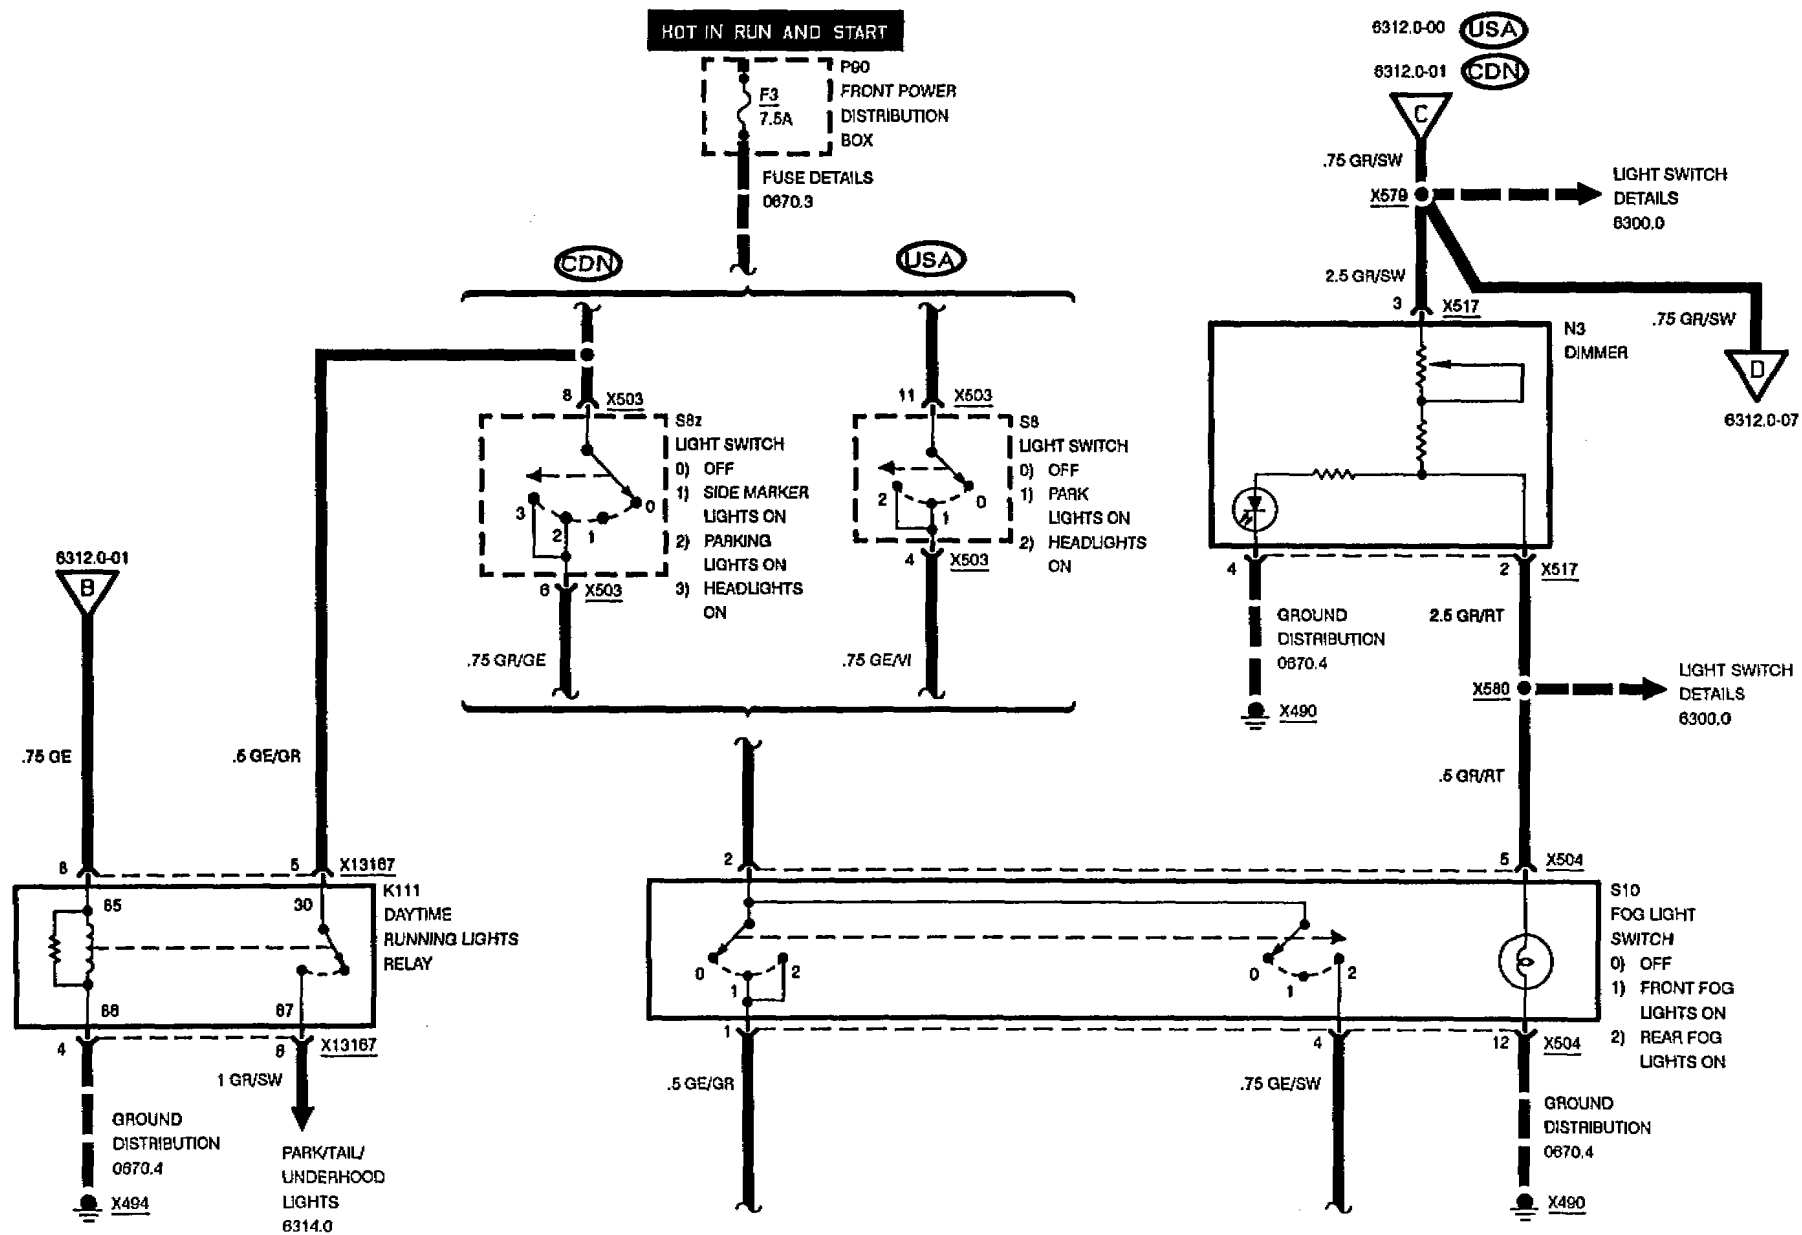 HOT IN RUN AND START
P90
FRONT POWER
DISTRIBUTION
BOX
F3
7.5A
FUSE DETAILS
0670.3
6312.0-00 USA
6312.0-01 CDN
C
.75 GR/SW
X579
LIGHT SWITCH
DETAILS
6300.0
2.5 GR/SW
3 X517
.75 GR/SW
D
6312.0-07
N3
DIMMER
CDN
USA
8 X503
S8z
LIGHT SWITCH
0) OFF
1) SIDE MARKER
LIGHTS ON
2) PARKING
LIGHTS ON
3) HEADLIGHTS
ON
3
2
1
0
6 X503
.75 GR/GE
11 X503
S8
LIGHT SWITCH
0) OFF
1) PARK
LIGHTS ON
2) HEADLIGHTS
ON
2
1
0
4 X503
.75 GE/VI
4
2 X517
GROUND
DISTRIBUTION
0670.4
X490
2.5 GR/RT
X580
LIGHT SWITCH
DETAILS
6300.0
.5 GR/RT
6312.0-01
B
.75 GE
.5 GE/GR
8
5 X13167
K111
DAYTIME
RUNNING LIGHTS
RELAY
85
30
86
87
4
6 X13167
1 GR/SW
GROUND
DISTRIBUTION
0670.4
X494
PARK/TAIL/
UNDERHOOD
LIGHTS
6314.0
2
5 X504
S10
FOG LIGHT
SWITCH
0) OFF
1) FRONT FOG
LIGHTS ON
2) REAR FOG
LIGHTS ON
0
1
2
0
1
2
1
4
12 X504
.5 GE/GR
.75 GE/SW
GROUND
DISTRIBUTION
0670.4
X490